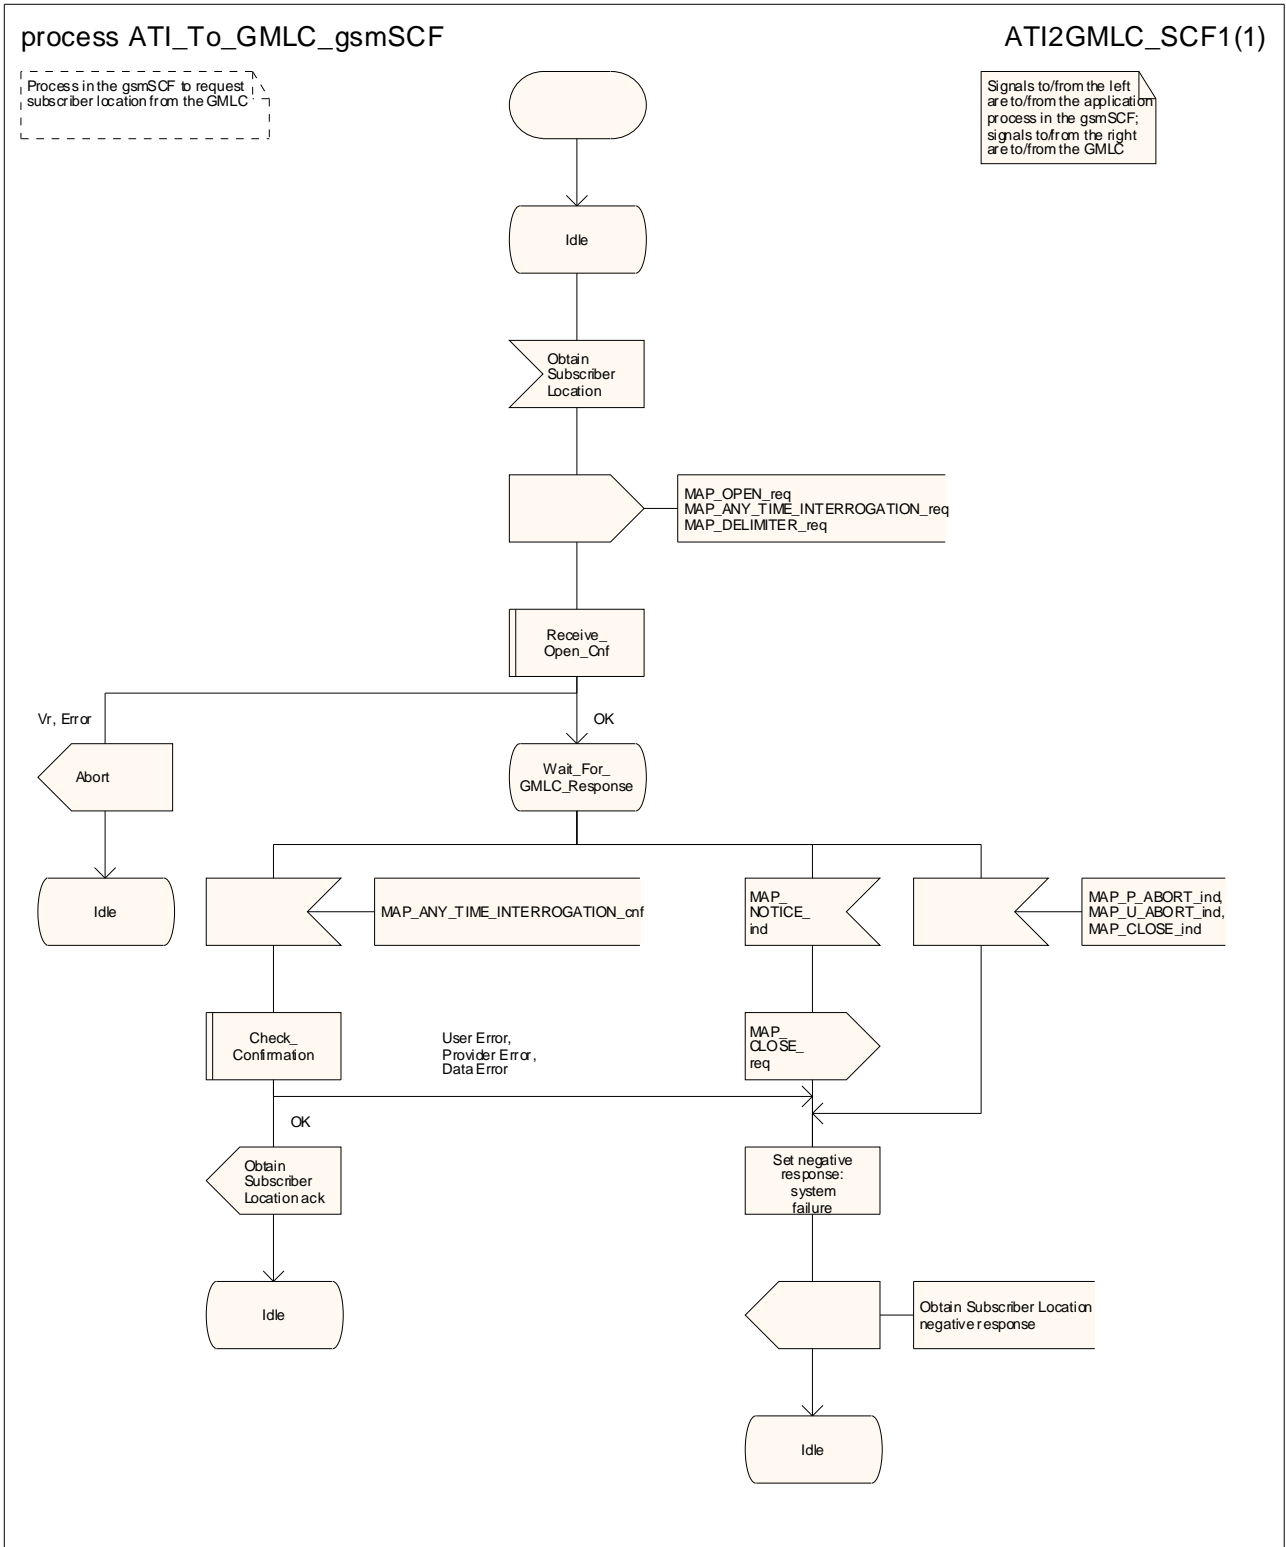 process ATI_To_GMLC_gsmSCF
ATI2GMLC_SCF1(1)
Process in the gsmSCF to request
subscriber location from the GMLC
Signals to/from the left
are to/from the application
process in the gsmSCF;
signals to/from the right
are to/from the GMLC
Idle
Obtain
Subscriber
Location
MAP_OPEN_req
MAP_ANY_TIME_INTERROGATION_req
MAP_DELIMITER_req
Receive_
Open_Cnf
Vr, Error
OK
Abort
Wait_For_
GMLC_Response
Idle
MAP_ANY_TIME_INTERROGATION_cnf
MAP_
NOTICE_
ind
MAP_P_ABORT_ind,
MAP_U_ABORT_ind,
MAP_CLOSE_ind
Check_
Confirmation
User Error,
Provider Error,
Data Error
MAP_
CLOSE_
req
OK
Obtain
Subscriber
Location ack
Set negative
response:
system
failure
Idle
Obtain Subscriber Location
negative response
Idle